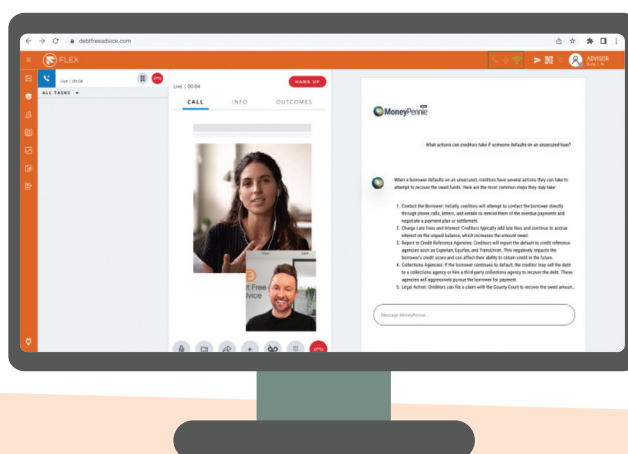 debtfreeadvice.com
FLEX
ADVISOR
Live | 00:04
ALL TASKS
Live | 00:04
HANG UP
CALL INFO OUTCOMES
MoneyPennie
What actions can creditors take if someone defaults on an unsecured loan?
When a borrower defaults on an unsecured, creditors have several actions they can take to
attempt to recover the owed funds. Here are the most common steps they may take
1. Contact the Borrower: Initially, creditors will attempt to contact the borrower directly
through phone calls, letters, and emails to remind them of the overdue payments and
negotiate a payment plan or settlement.
2. Charge Late Fees and Interest: Creditors typically add late fees and continue to accrue
interest on the unpaid balance, which increases the amount owed.
3. Report to Credit Reference Agencies: Creditors will report the default to credit reference
agencies such as Experian, Equifax, and TransUnion. This negatively impacts the
borrower's credit score and can affect their ability to obtain credit in the future.
4. Collections Agencies: If the borrower continues to default, the creditor may sell the debt
to a collections agency or hire a third party collections agency to recover the debt. These
agencies will aggressively pursue the borrower for payment.
5. Legal Action: Creditors can fix a claim with the County Court to recover the owed amoun...
Message MoneyPennie...
t Free
dvice